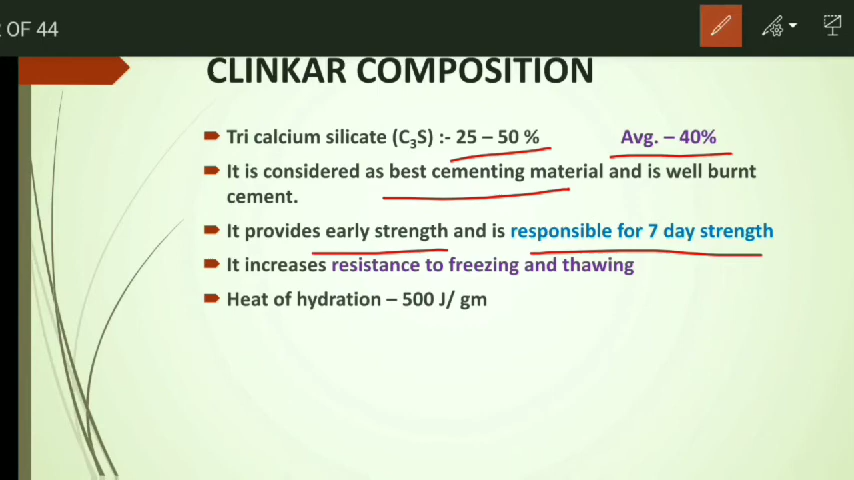 OF 44
CLINKAR COMPOSITION
Tri calcium silicate (C₃S) :- 25 – 50 % Avg. – 40%
It is considered as best cementing material and is well burnt
cement.
It provides early strength and is responsible for 7 day strength
It increases resistance to freezing and thawing
Heat of hydration – 500 J/ gm